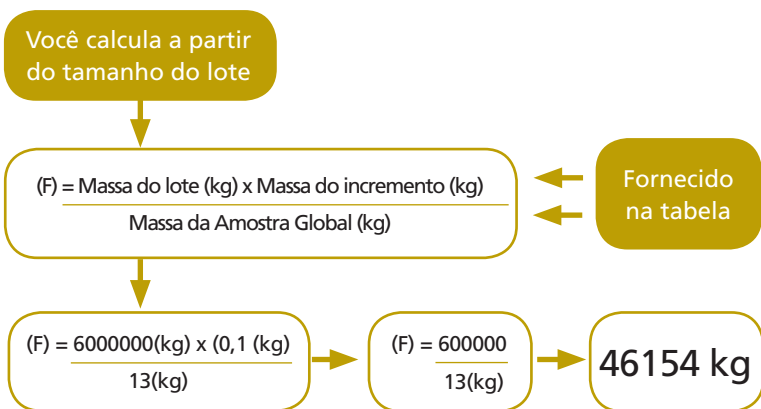 Você calcula a partir
do tamanho do lote
(F) = Massa do lote (kg) x Massa do incremento (kg)
Massa da Amostra Global (kg)
Fornecido
na tabela
(F) = 6000000(kg) x (0,1 (kg)
13(kg)
(F) = 600000
13(kg)
46154 kg